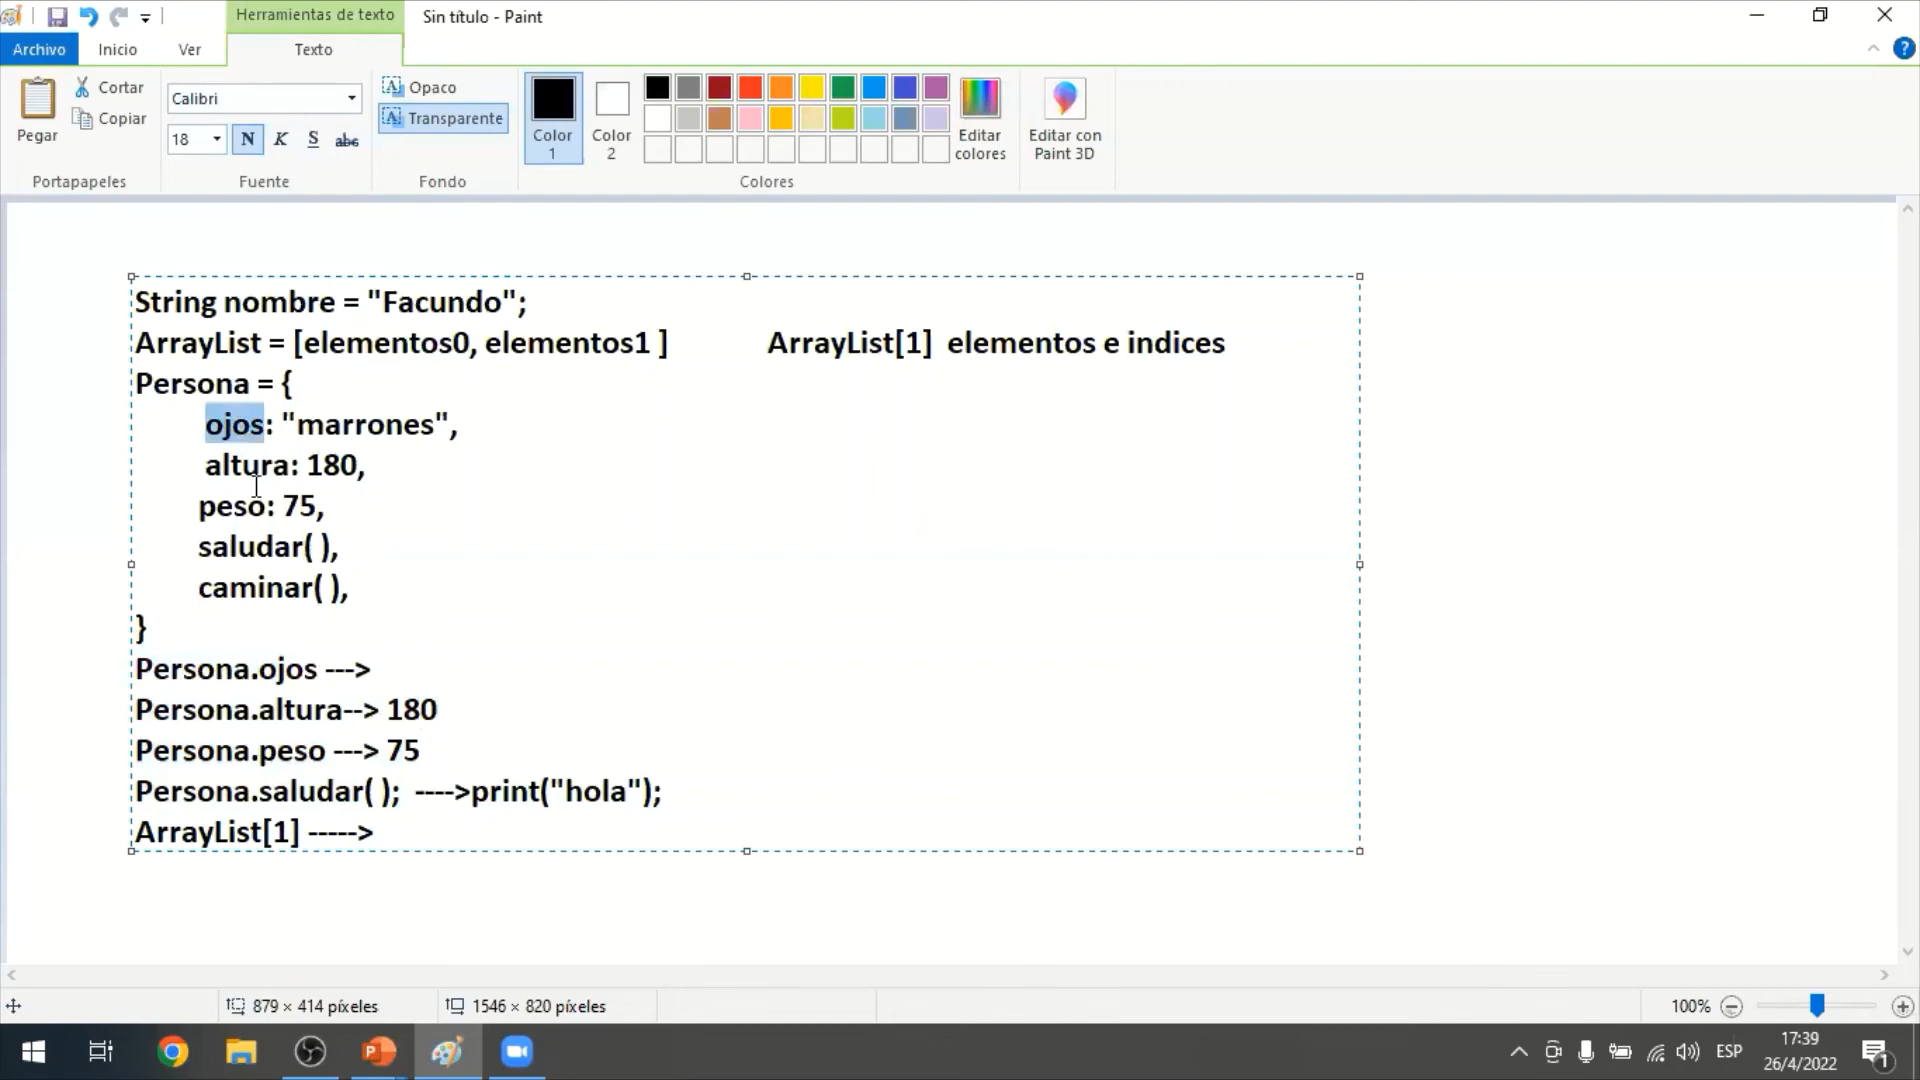 Herramientas de texto
Sin título - Paint
Archivo
Inicio
Ver
Texto
Pegar
Cortar
Copiar
Portapapeles
Calibri
18
N K S abc
Fuente
Opaco
Transparente
Fondo
Color 1
Color 2
Editar colores
Editar con Paint 3D
Colores
String nombre = "Facundo";
ArrayList = [elementos0, elementos1 ] ArrayList[1] elementos e indices
Persona = {
ojos: "marrones",
altura: 180,
peso: 75,
saludar( ),
caminar( ),
}
Persona.ojos --->
Persona.altura--> 180
Persona.peso ---> 75
Persona.saludar( ); ---->print("hola");
ArrayList[1] ----->
879 × 414 píxeles
1546 × 820 píxeles
100%
ESP
17:39
26/4/2022
1